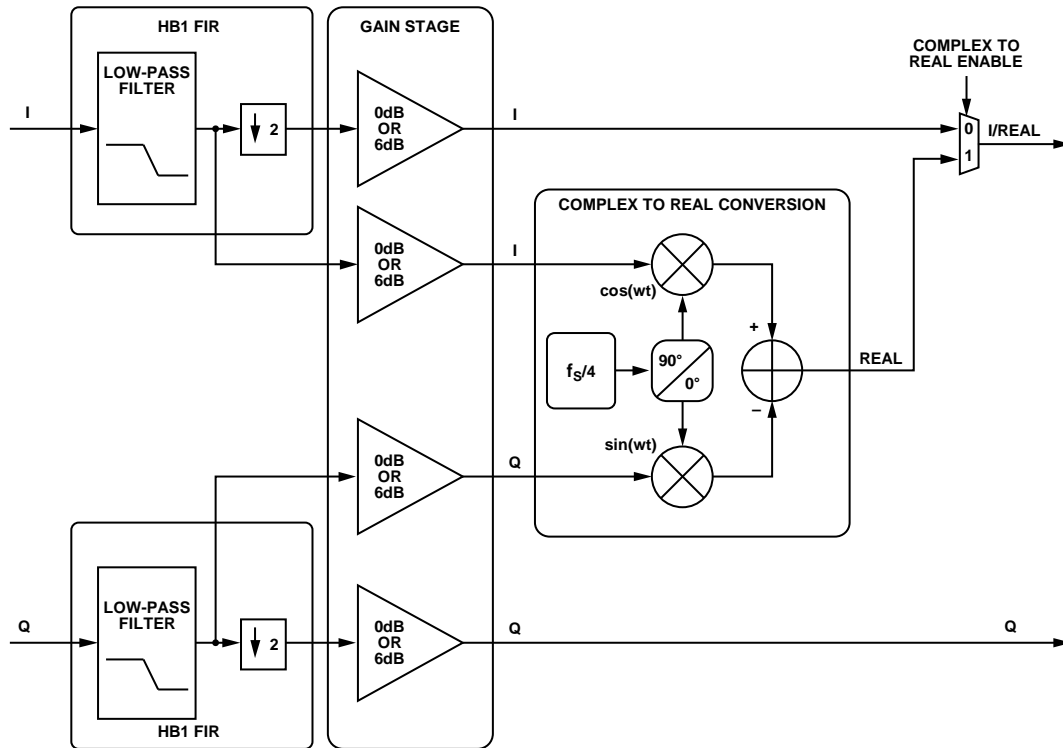 HB1 FIR
GAIN STAGE
COMPLEX TO
REAL ENABLE
LOW-PASS
FILTER
I
2
0dB
OR
6dB
I
0
1
I/REAL
COMPLEX TO REAL CONVERSION
0dB
OR
6dB
I
cos(wt)
+
fS/4
90°
0°
REAL
–
sin(wt)
0dB
OR
6dB
Q
LOW-PASS
FILTER
Q
2
0dB
OR
6dB
Q
Q
HB1 FIR